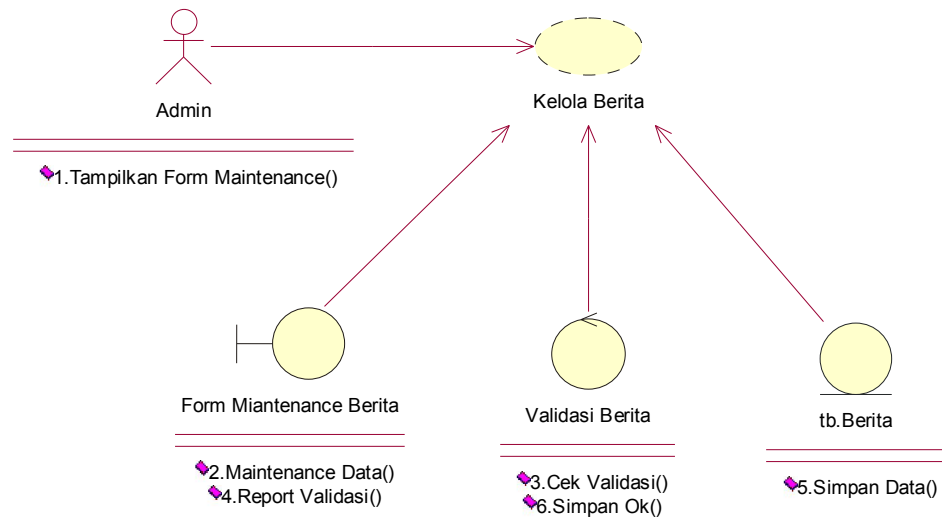 Admin
Kelola Berita
1.Tampilkan Form Maintenance()
Form Miantenance Berita
2.Maintenance Data()
4.Report Validasi()
Validasi Berita
3.Cek Validasi()
6.Simpan Ok()
tb.Berita
5.Simpan Data()